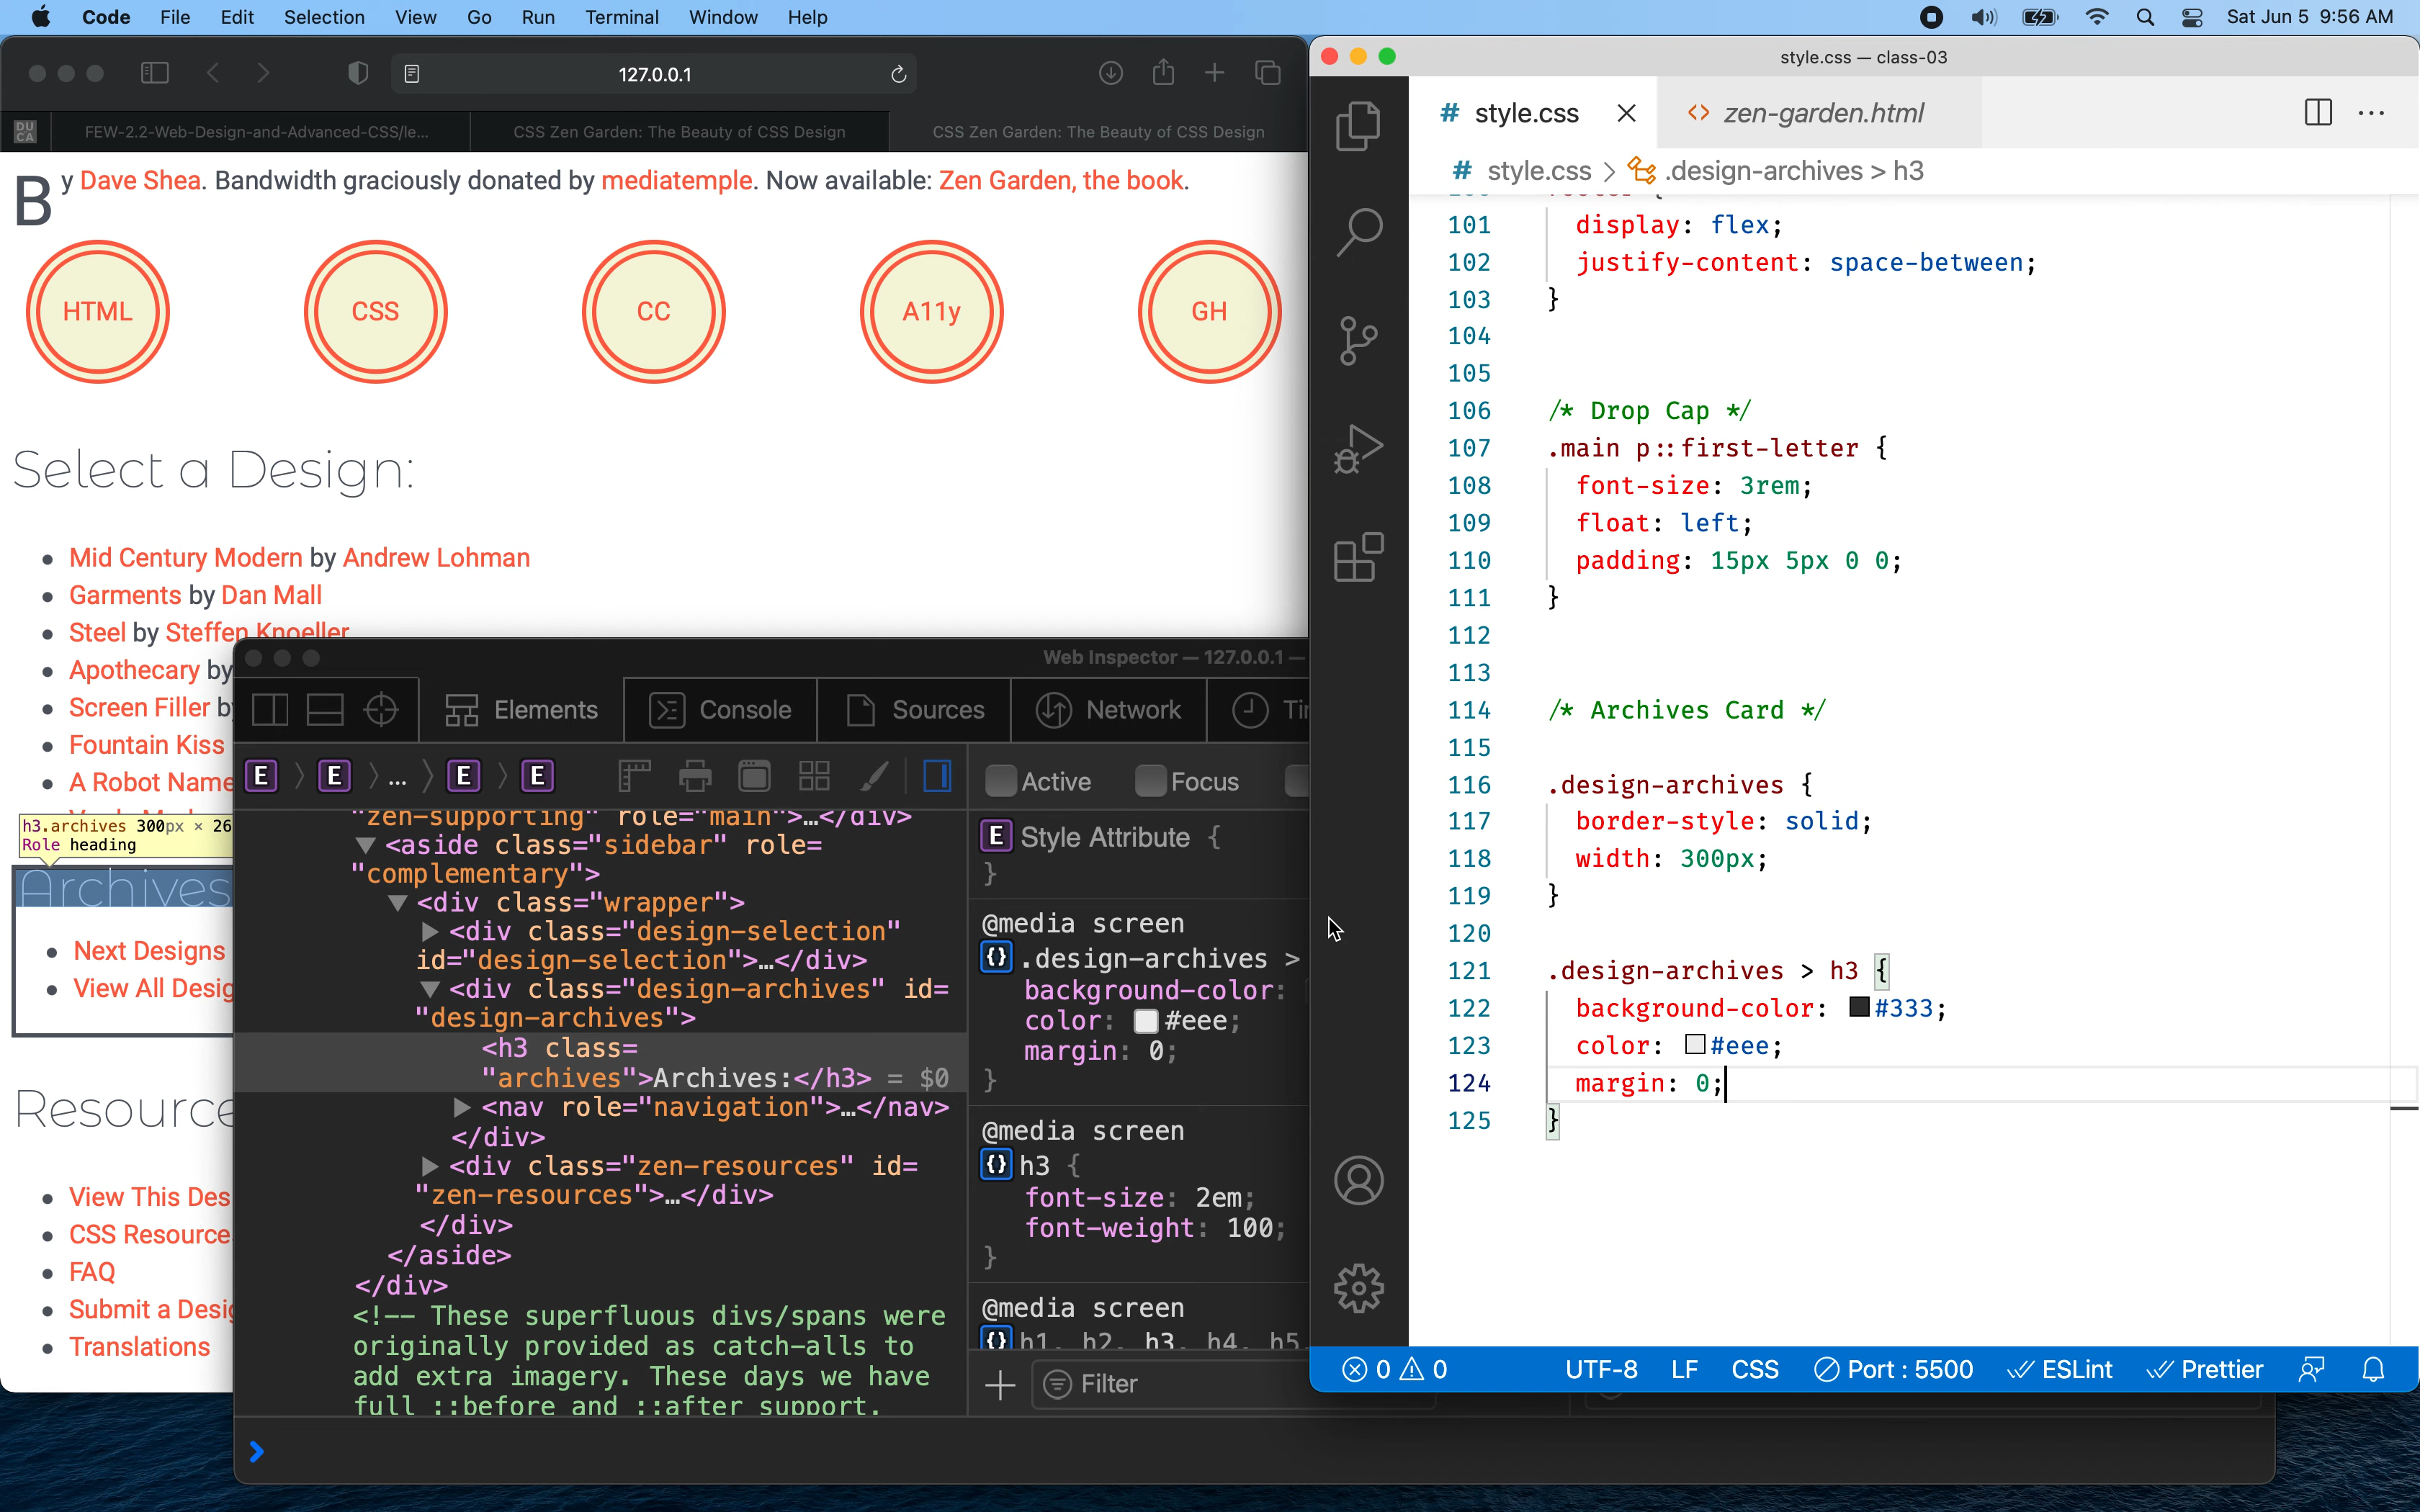 Code File Edit Selection View Go Run Terminal Window Help
Sat Jun 5 9:56 AM
127.0.0.1
DU
CA
FEW-2.2-Web-Design-and-Advanced-CSS/le...
CSS Zen Garden: The Beauty of CSS Design
CSS Zen Garden: The Beauty of CSS Design
By Dave Shea. Bandwidth graciously donated by mediatemple. Now available: Zen Garden, the book.
HTML
CSS
CC
A11y
GH
Select a Design:
Mid Century Modern by Andrew Lohman
Garments by Dan Mall
Steel by Steffen Knoeller
Apothecary by
Screen Filler by
Fountain Kiss
A Robot Name
h3.archives 300px × 26
Role heading
Archives
Next Designs
View All Desig
Resource
View This Des
CSS Resource
FAQ
Submit a Desig
Translations
Web Inspector — 127.0.0.1 —
Elements
Console
Sources
Network
Tir
E E ... E E
Active
Focus
"zen-supporting" role="main">…</div>
<aside class="sidebar" role=
"complementary">
<div class="wrapper">
<div class="design-selection"
id="design-selection">…</div>
<div class="design-archives" id=
"design-archives">
<h3 class=
"archives">Archives:</h3> = $0
<nav role="navigation">…</nav>
</div>
<div class="zen-resources" id=
"zen-resources">…</div>
</div>
</aside>
</div>
<!-- These superfluous divs/spans were
originally provided as catch-alls to
add extra imagery. These days we have
full ::before and ::after support.
E Style Attribute {
}
@media screen
{} .design-archives >
background-color:
color: #eee;
margin: 0;
}
@media screen
{} h3 {
font-size: 2em;
font-weight: 100;
}
@media screen
{} h1, h2, h3, h4, h5,
Filter
style.css — class-03
# style.css
<> zen-garden.html
# style.css > .design-archives > h3
101 display: flex;
102 justify-content: space-between;
103 }
104
105
106 /* Drop Cap */
107 .main p::first-letter {
108 font-size: 3rem;
109 float: left;
110 padding: 15px 5px 0 0;
111 }
112
113
114 /* Archives Card */
115
116 .design-archives {
117 border-style: solid;
118 width: 300px;
119 }
120
121 .design-archives > h3 {
122 background-color: #333;
123 color: #eee;
124 margin: 0;
125 }
0 0 UTF-8 LF CSS Port : 5500 ESLint Prettier